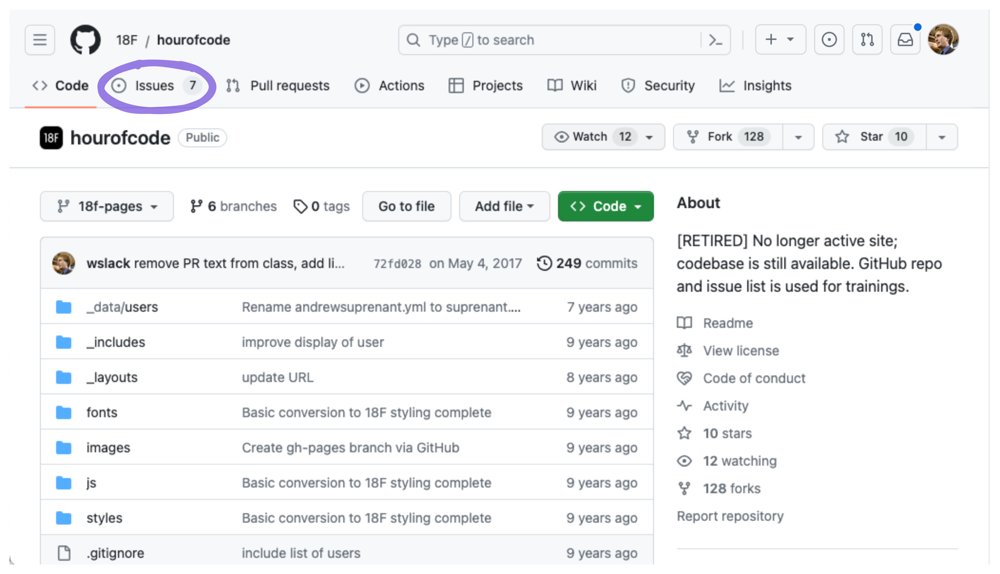 18F / hourofcode Type / to search
Code Issues 7 Pull requests Actions Projects Wiki Security Insights
18F hourofcode Public Watch 12 Fork 128 Star 10
18f-pages 6 branches 0 tags Go to file Add file Code
wslack remove PR text from class, add li... 72fd028 on May 4, 2017 249 commits
_data/users Rename andrewsuprenant.yml to suprenant.... 7 years ago
_includes improve display of user 9 years ago
_layouts update URL 8 years ago
fonts Basic conversion to 18F styling complete 9 years ago
images Create gh-pages branch via GitHub 9 years ago
js Basic conversion to 18F styling complete 9 years ago
styles Basic conversion to 18F styling complete 9 years ago
.gitignore include list of users 9 years ago
About
[RETIRED] No longer active site;
codebase is still available. GitHub repo
and issue list is used for trainings.
Readme
View license
Code of conduct
Activity
10 stars
12 watching
128 forks
Report repository